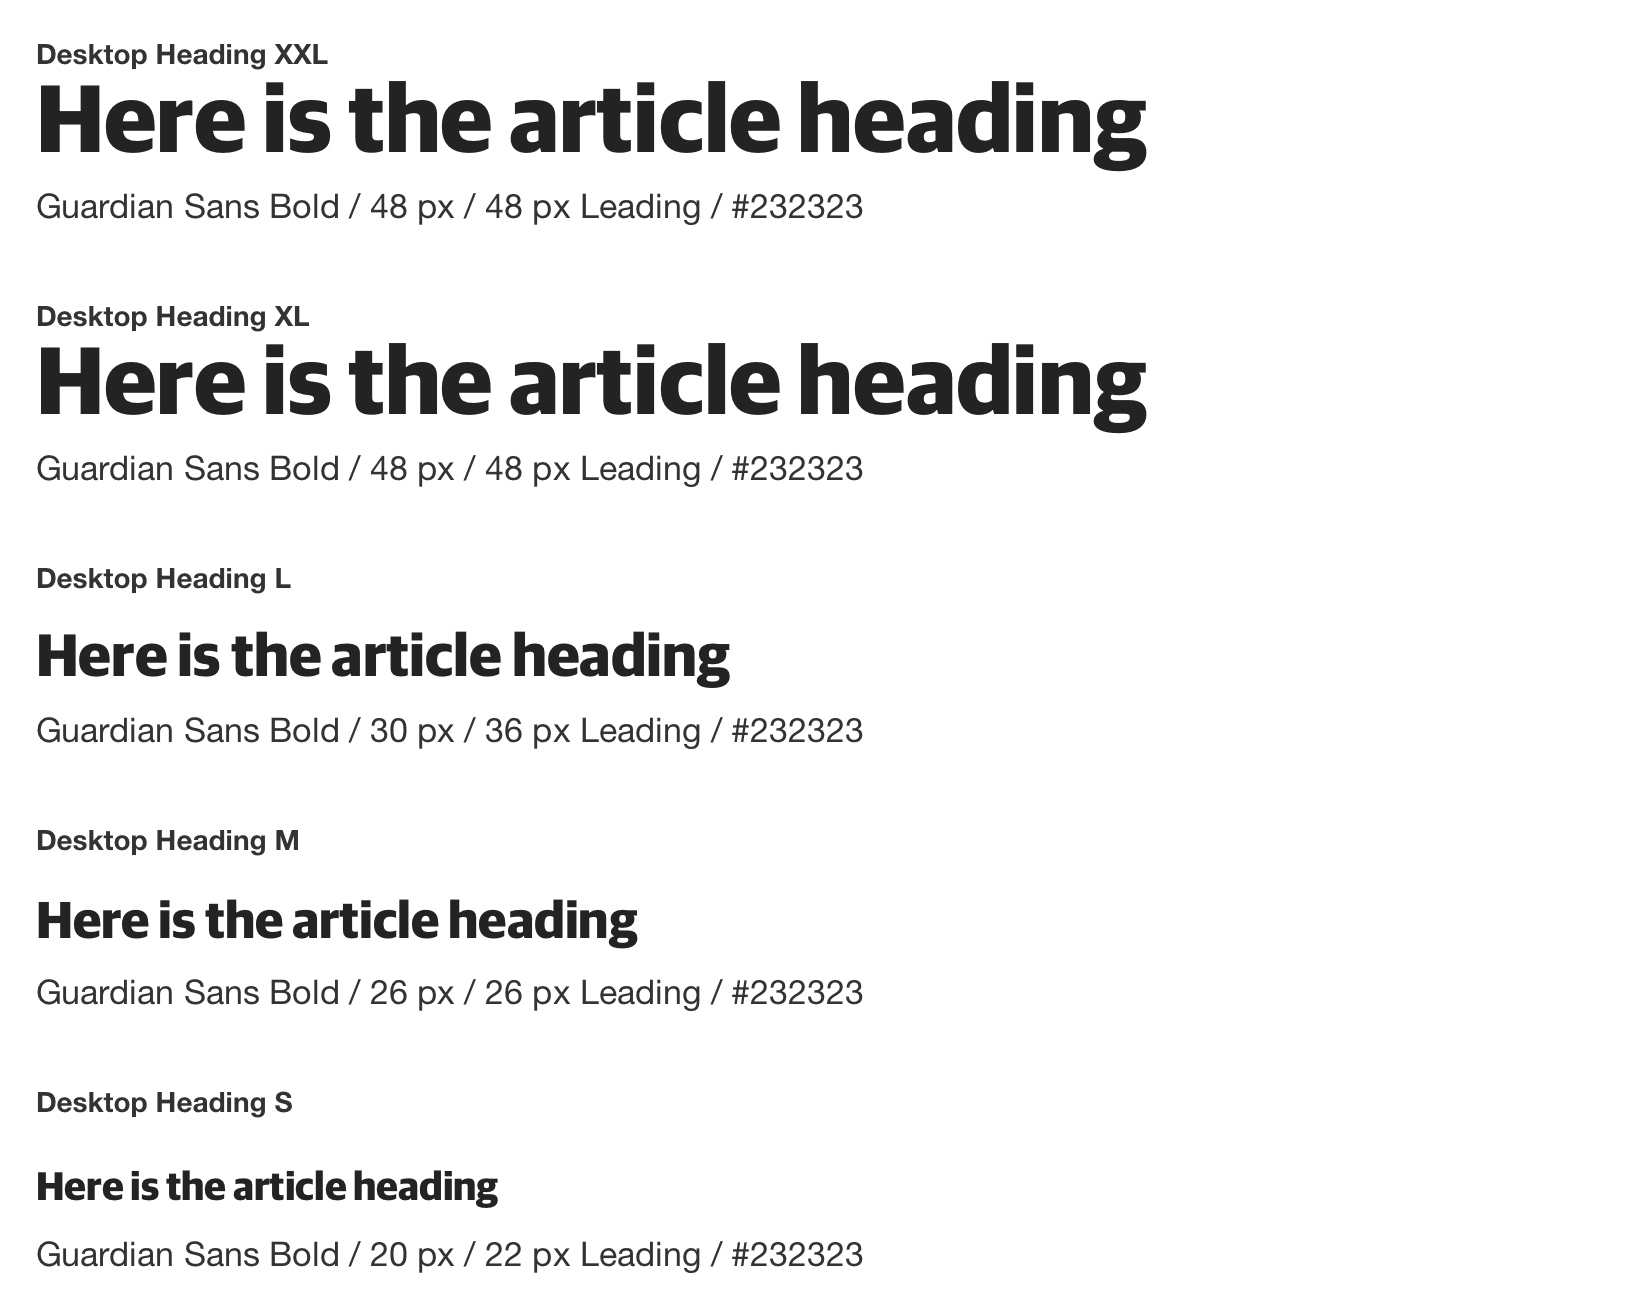 Desktop Heading XXL
Here is the article heading
Guardian Sans Bold / 48 px / 48 px Leading / #232323
Desktop Heading XL
Here is the article heading
Guardian Sans Bold / 48 px / 48 px Leading / #232323
Desktop Heading L
Here is the article heading
Guardian Sans Bold / 30 px / 36 px Leading / #232323
Desktop Heading M
Here is the article heading
Guardian Sans Bold / 26 px / 26 px Leading / #232323
Desktop Heading S
Here is the article heading
Guardian Sans Bold / 20 px / 22 px Leading / #232323